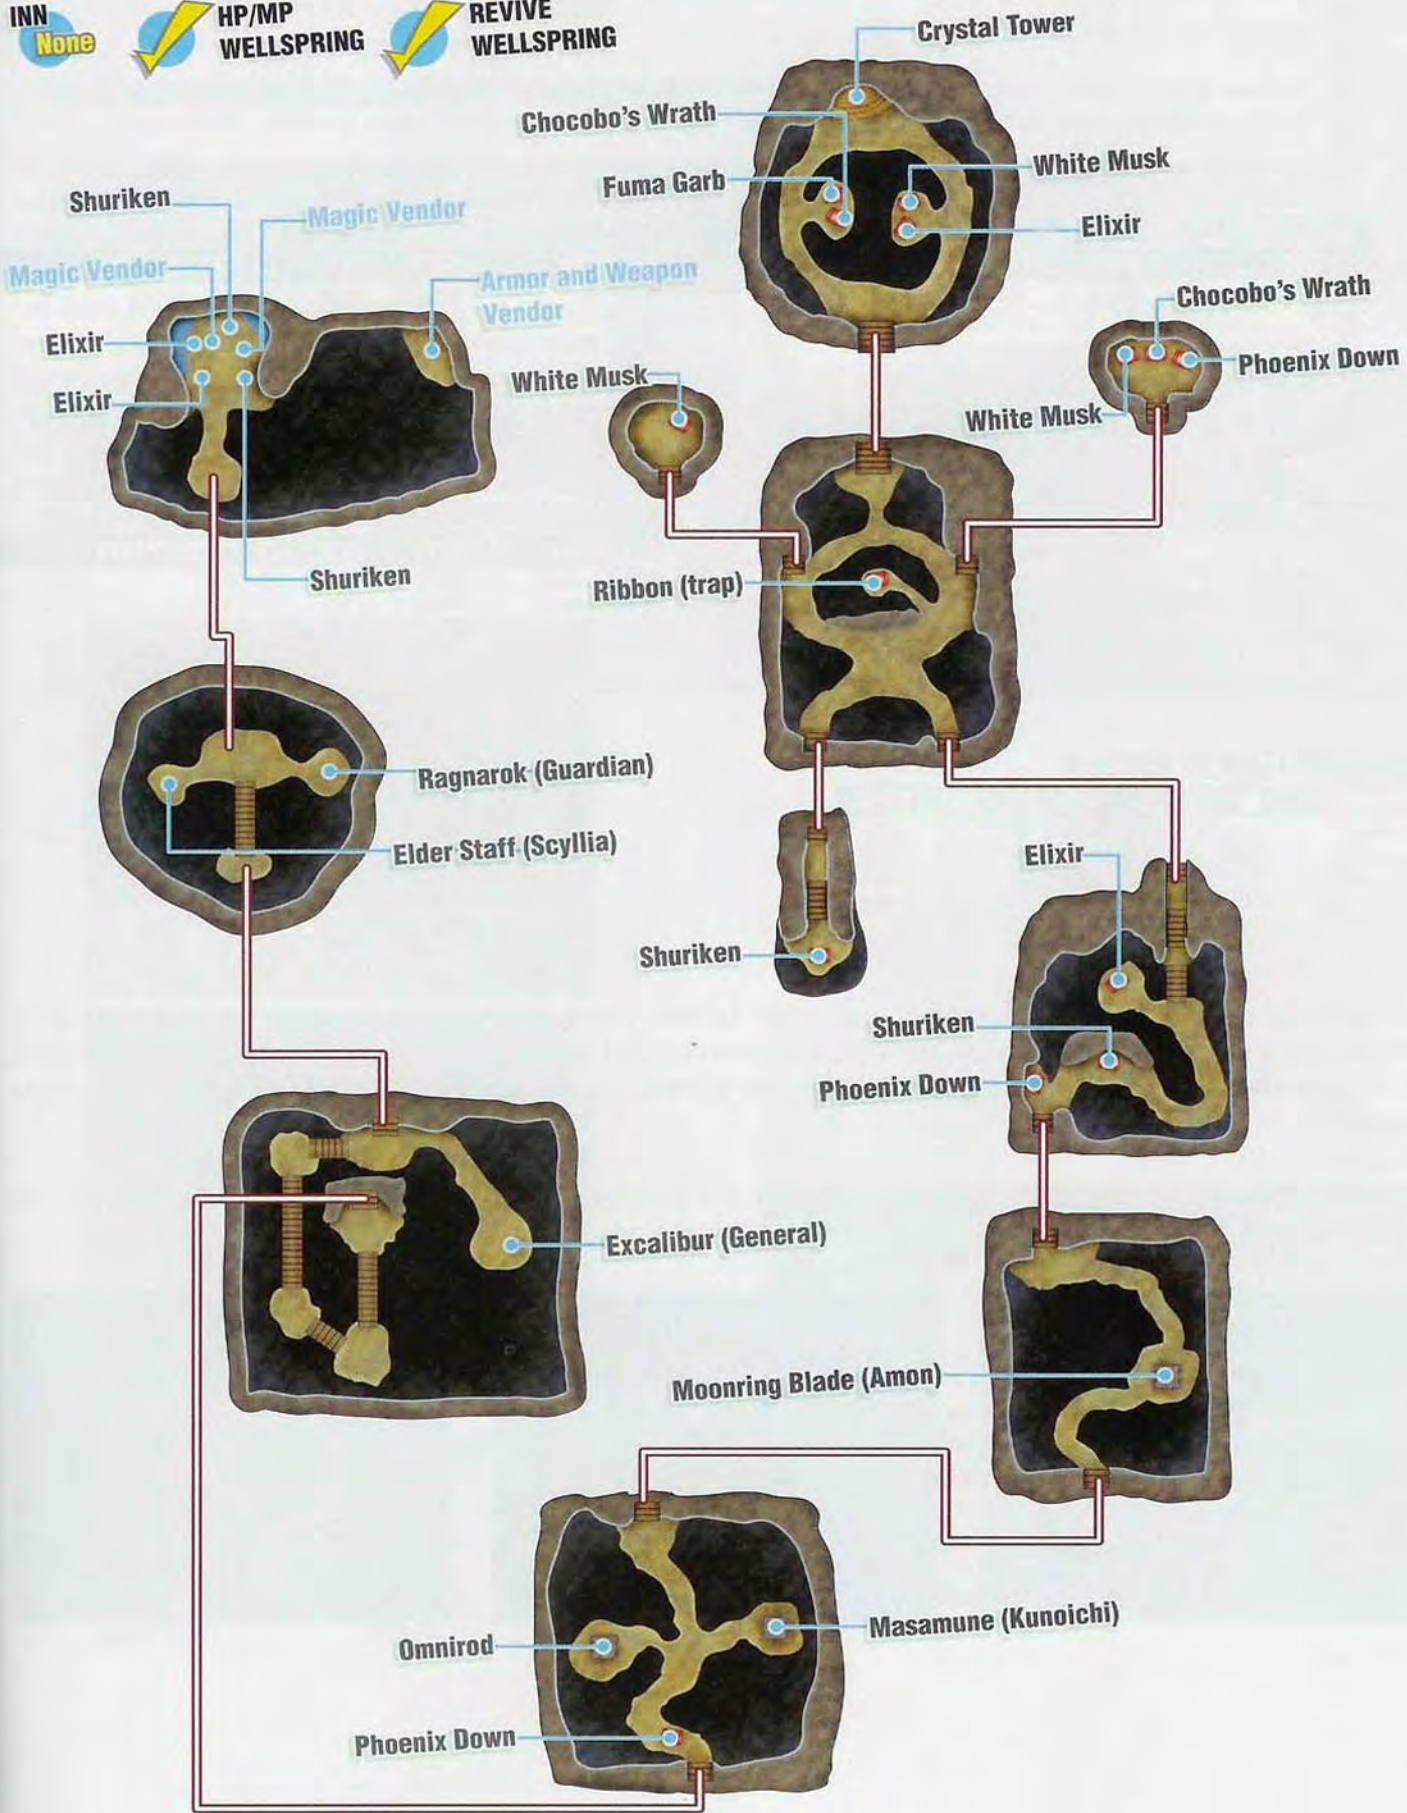 INN
None
HP/MP
WELLSPRING
REVIVE
WELLSPRING
Crystal Tower
Chocobo's Wrath
White Musk
Fuma Garb
Elixir
Shuriken
Magic Vendor
Magic Vendor
Armor and Weapon
Vendor
Elixir
Elixir
Shuriken
White Musk
Chocobo's Wrath
Phoenix Down
White Musk
Ribbon (trap)
Ragnarok (Guardian)
Elder Staff (Scyllia)
Shuriken
Elixir
Shuriken
Phoenix Down
Excalibur (General)
Moonring Blade (Amon)
Masamune (Kunoichi)
Omnirod
Phoenix Down